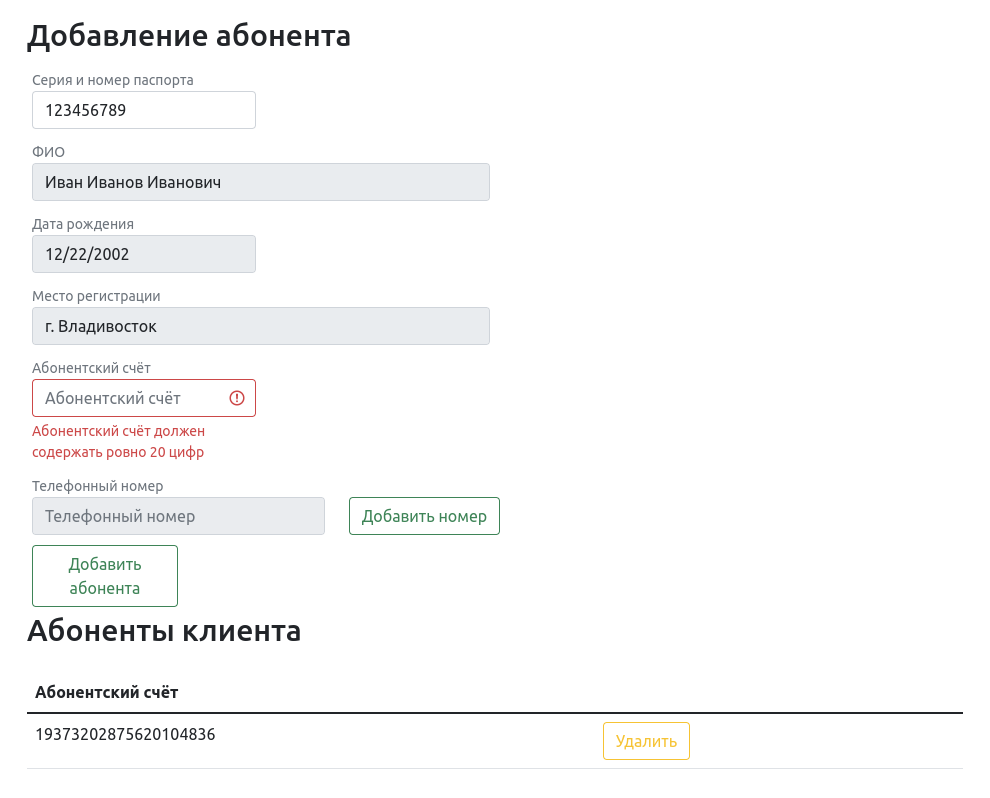 Добавление абонента
Серия и номер паспорта
123456789
ФИО
Иван Иванов Иванович
Дата рождения
12/22/2002
Место регистрации
г. Владивосток
Абонентский счёт
Абонентский счёт
Абонентский счёт должен
содержать ровно 20 цифр
Телефонный номер
Телефонный номер
Добавить номер
Добавить
абонента
Абоненты клиента
Абонентский счёт
19373202875620104836
Удалить